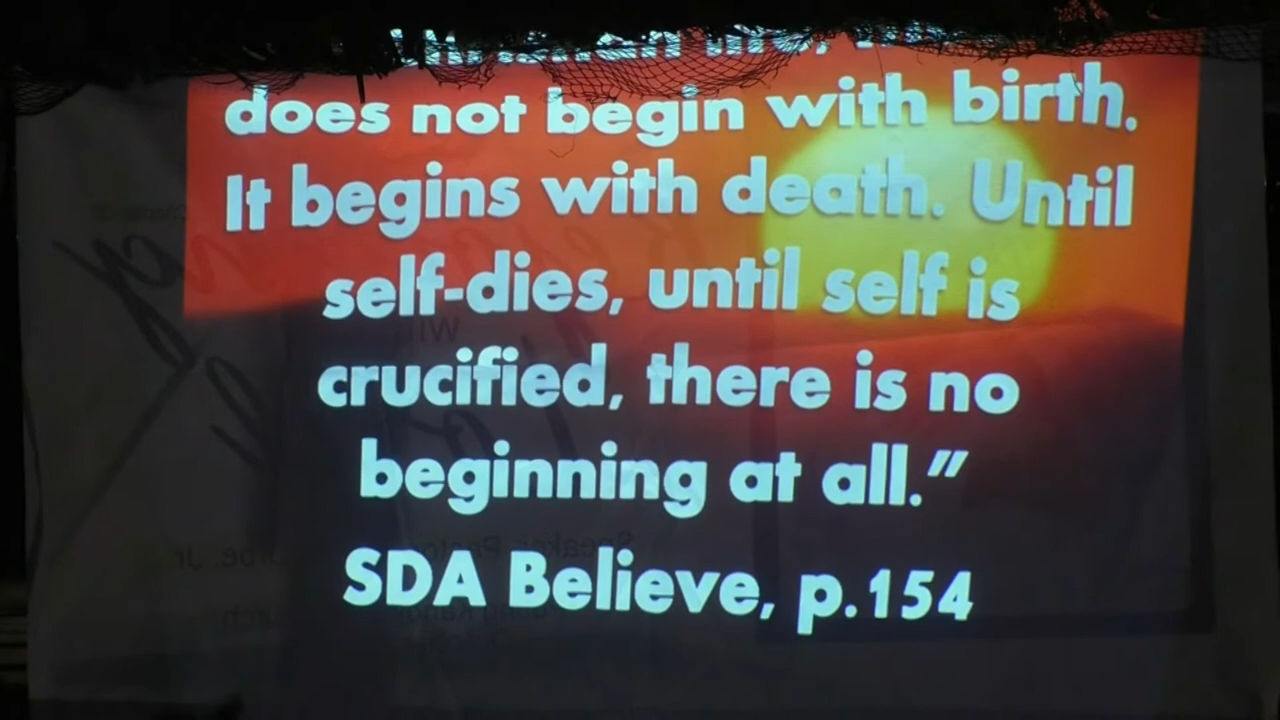 does not begin with birth.
It begins with death. Until
self-dies, until self is
crucified, there is no
beginning at all.”
SDA Believe, p.154